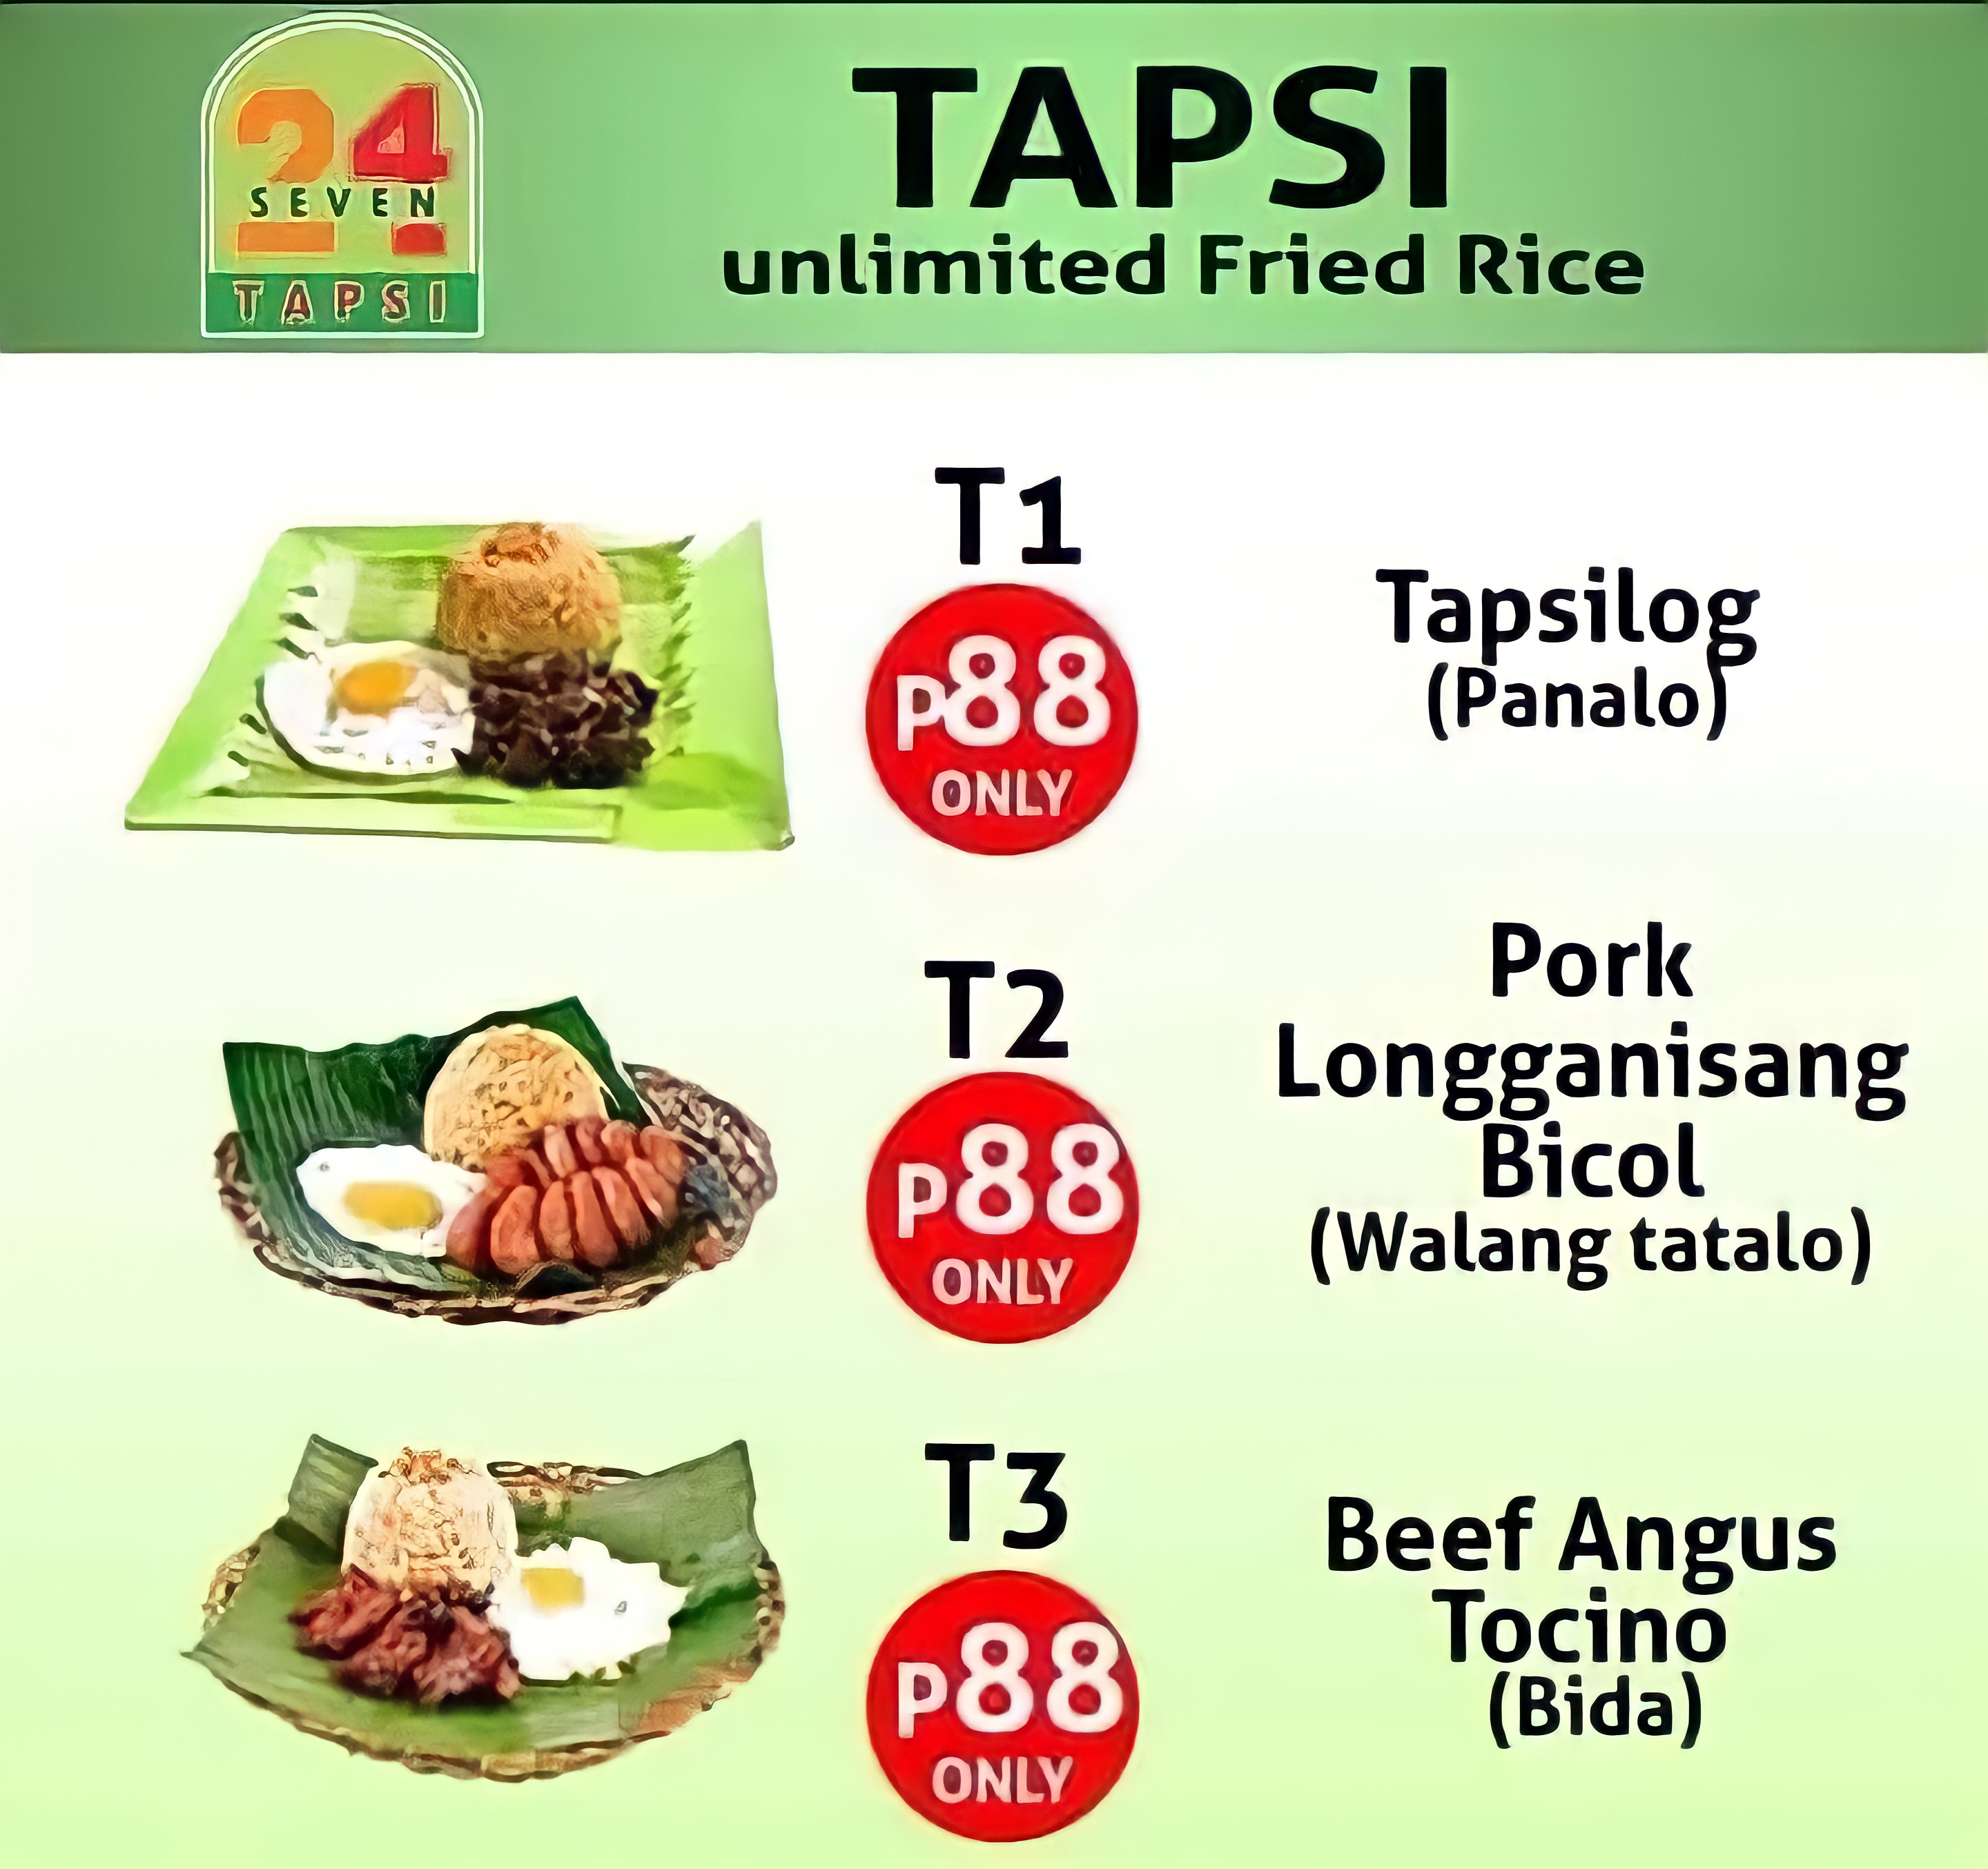 24
SEVEN
TAPSI
TAPSI
unlimited Fried Rice
T1
P88
ONLY
Tapsilog
(Panalo)
T2
P88
ONLY
Pork
Longganisang
Bicol
(Walang tatalo)
T3
P88
ONLY
Beef Angus
Tocino
(Bida)